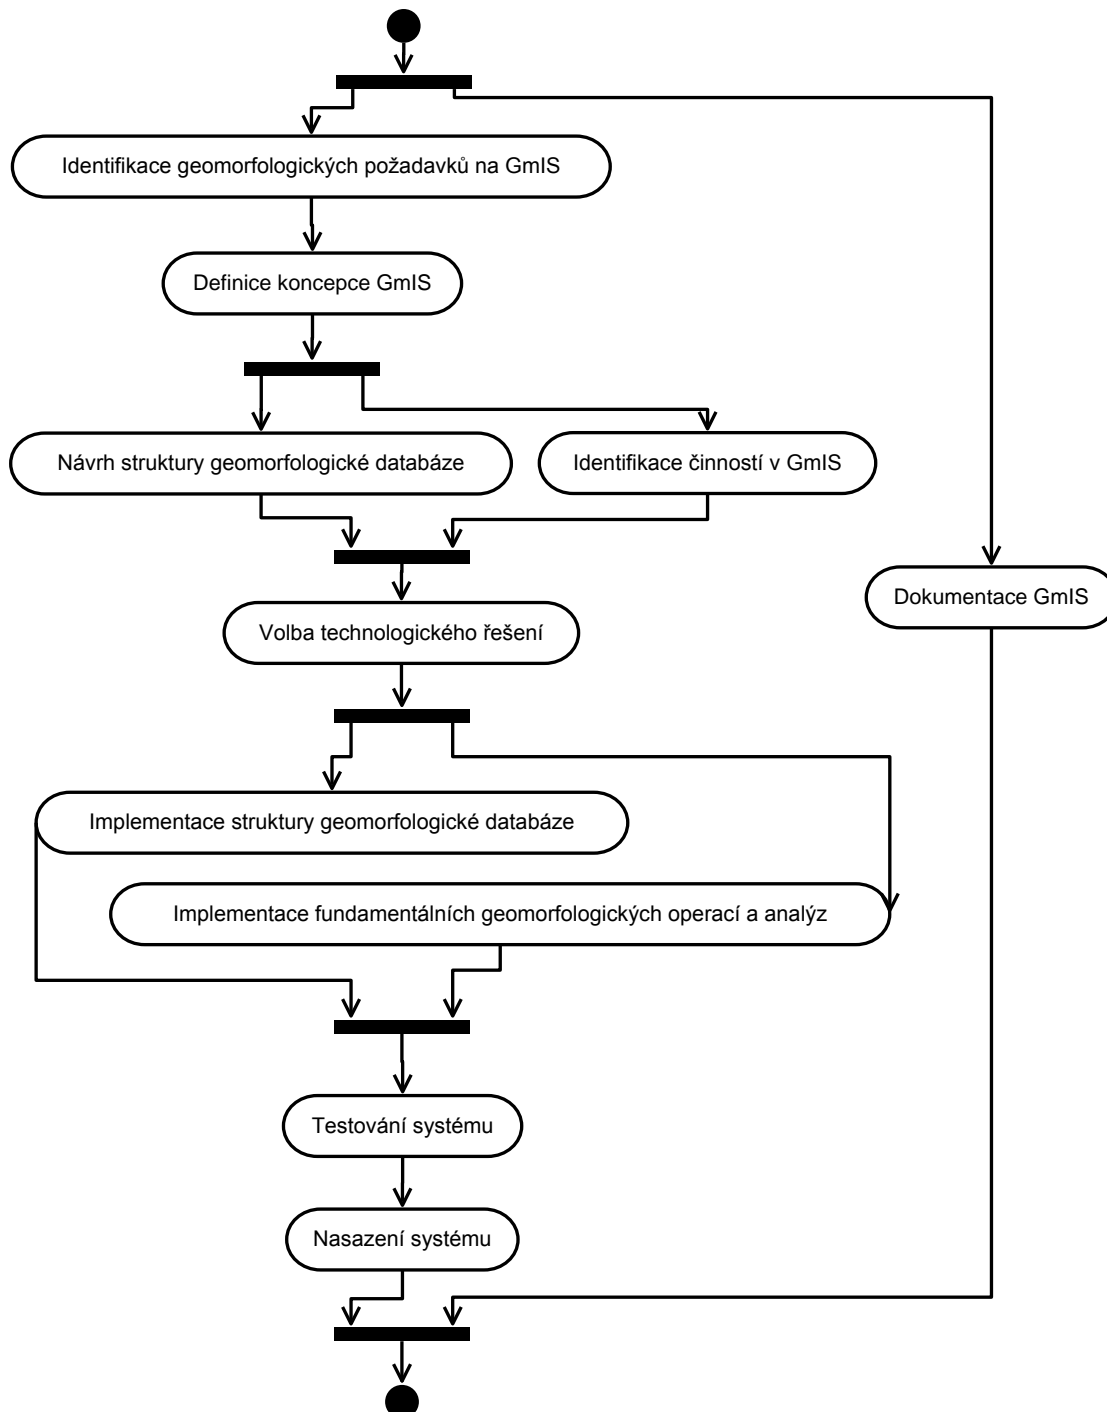 Identifikace geomorfologických požadavků na GmIS
Definice koncepce GmIS
Návrh struktury geomorfologické databáze
Identifikace činností v GmIS
Dokumentace GmIS
Volba technologického řešení
Implementace struktury geomorfologické databáze
Implementace fundamentálních geomorfologických operací a analýz
Testování systému
Nasazení systému